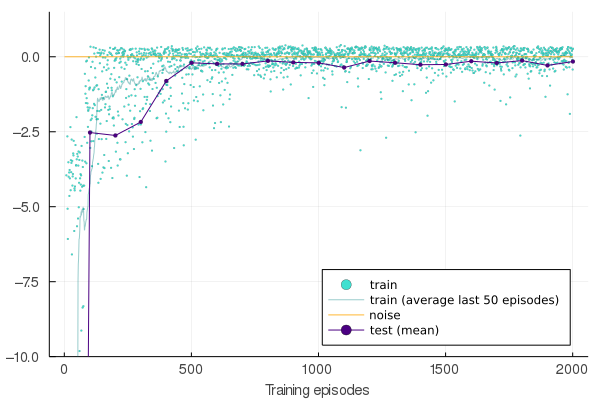 0.0
−2.5
−5.0
−7.5
−10.0
0
500
1000
1500
2000
Training episodes
train
train (average last 50 episodes)
noise
test (mean)